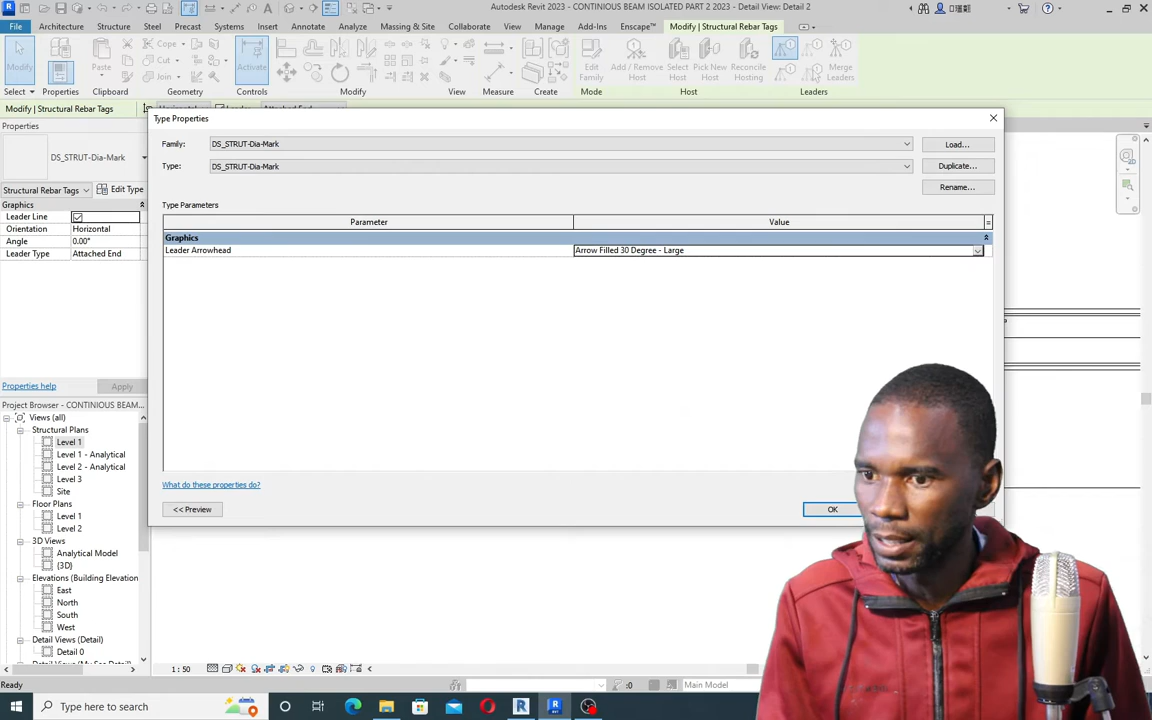 Autodesk Revit 2023 - CONTINIOUS BEAM ISOLATED PART 2 2023 - Detail View: Detail 2
File Architecture Structure Steel Precast Systems Insert Annotate Analyze Massing & Site Collaborate View Manage Add-Ins Enscape™ Modify | Structural Rebar Tags
Modify
Properties
Paste
Cope
Cut
Join
Activate
Edit Family
Add / Remove Host
Select Host
Pick New Host
Reconcile Hosting
Merge Leaders
Select Properties Clipboard Geometry Controls Modify View Measure Create Mode Host Leaders
Modify | Structural Rebar Tags
Properties
DS_STRUT-Dia-Mark
Structural Rebar Tags Edit Type
Graphics
Leader Line
Orientation Horizontal
Angle 0.00°
Leader Type Attached End
Properties help Apply
Type Properties
Family: DS_STRUT-Dia-Mark Load...
Type: DS_STRUT-Dia-Mark Duplicate...
Rename...
Type Parameters
Parameter Value =
Graphics
Leader Arrowhead Arrow Filled 30 Degree - Large
What do these properties do?
<< Preview OK
Project Browser - CONTINIOUS BEAM...
Views (all)
Structural Plans
Level 1
Level 1 - Analytical
Level 2 - Analytical
Level 3
Site
Floor Plans
Level 1
Level 2
3D Views
Analytical Model
{3D}
Elevations (Building Elevation
East
North
South
West
Detail Views (Detail)
Detail 0
1 : 50
Ready :0 Main Model
Type here to search